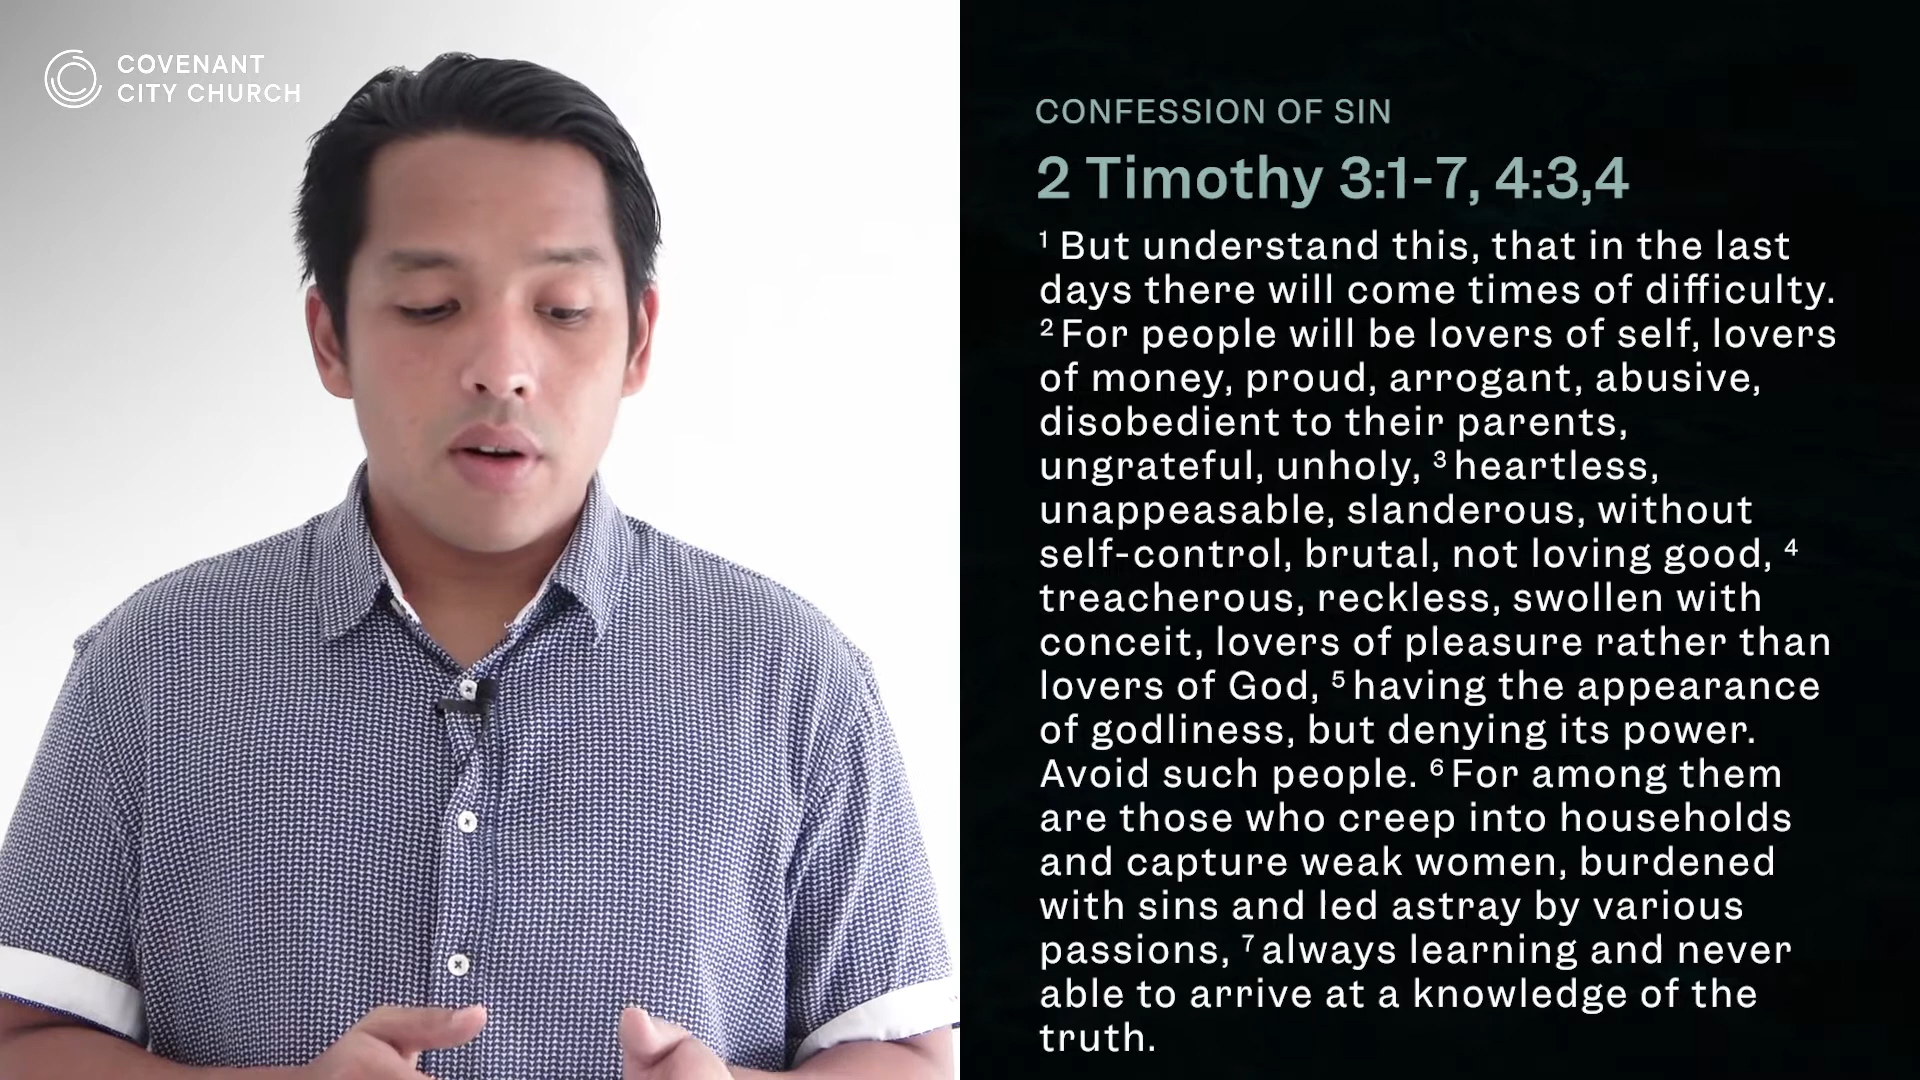 COVENANT
CITY CHURCH
CONFESSION OF SIN
2 Timothy 3:1-7, 4:3,4
¹ But understand this, that in the last
days there will come times of difficulty.
² For people will be lovers of self, lovers
of money, proud, arrogant, abusive,
disobedient to their parents,
ungrateful, unholy, ³ heartless,
unappeasable, slanderous, without
self-control, brutal, not loving good, ⁴
treacherous, reckless, swollen with
conceit, lovers of pleasure rather than
lovers of God, ⁵ having the appearance
of godliness, but denying its power.
Avoid such people. ⁶ For among them
are those who creep into households
and capture weak women, burdened
with sins and led astray by various
passions, ⁷ always learning and never
able to arrive at a knowledge of the
truth.